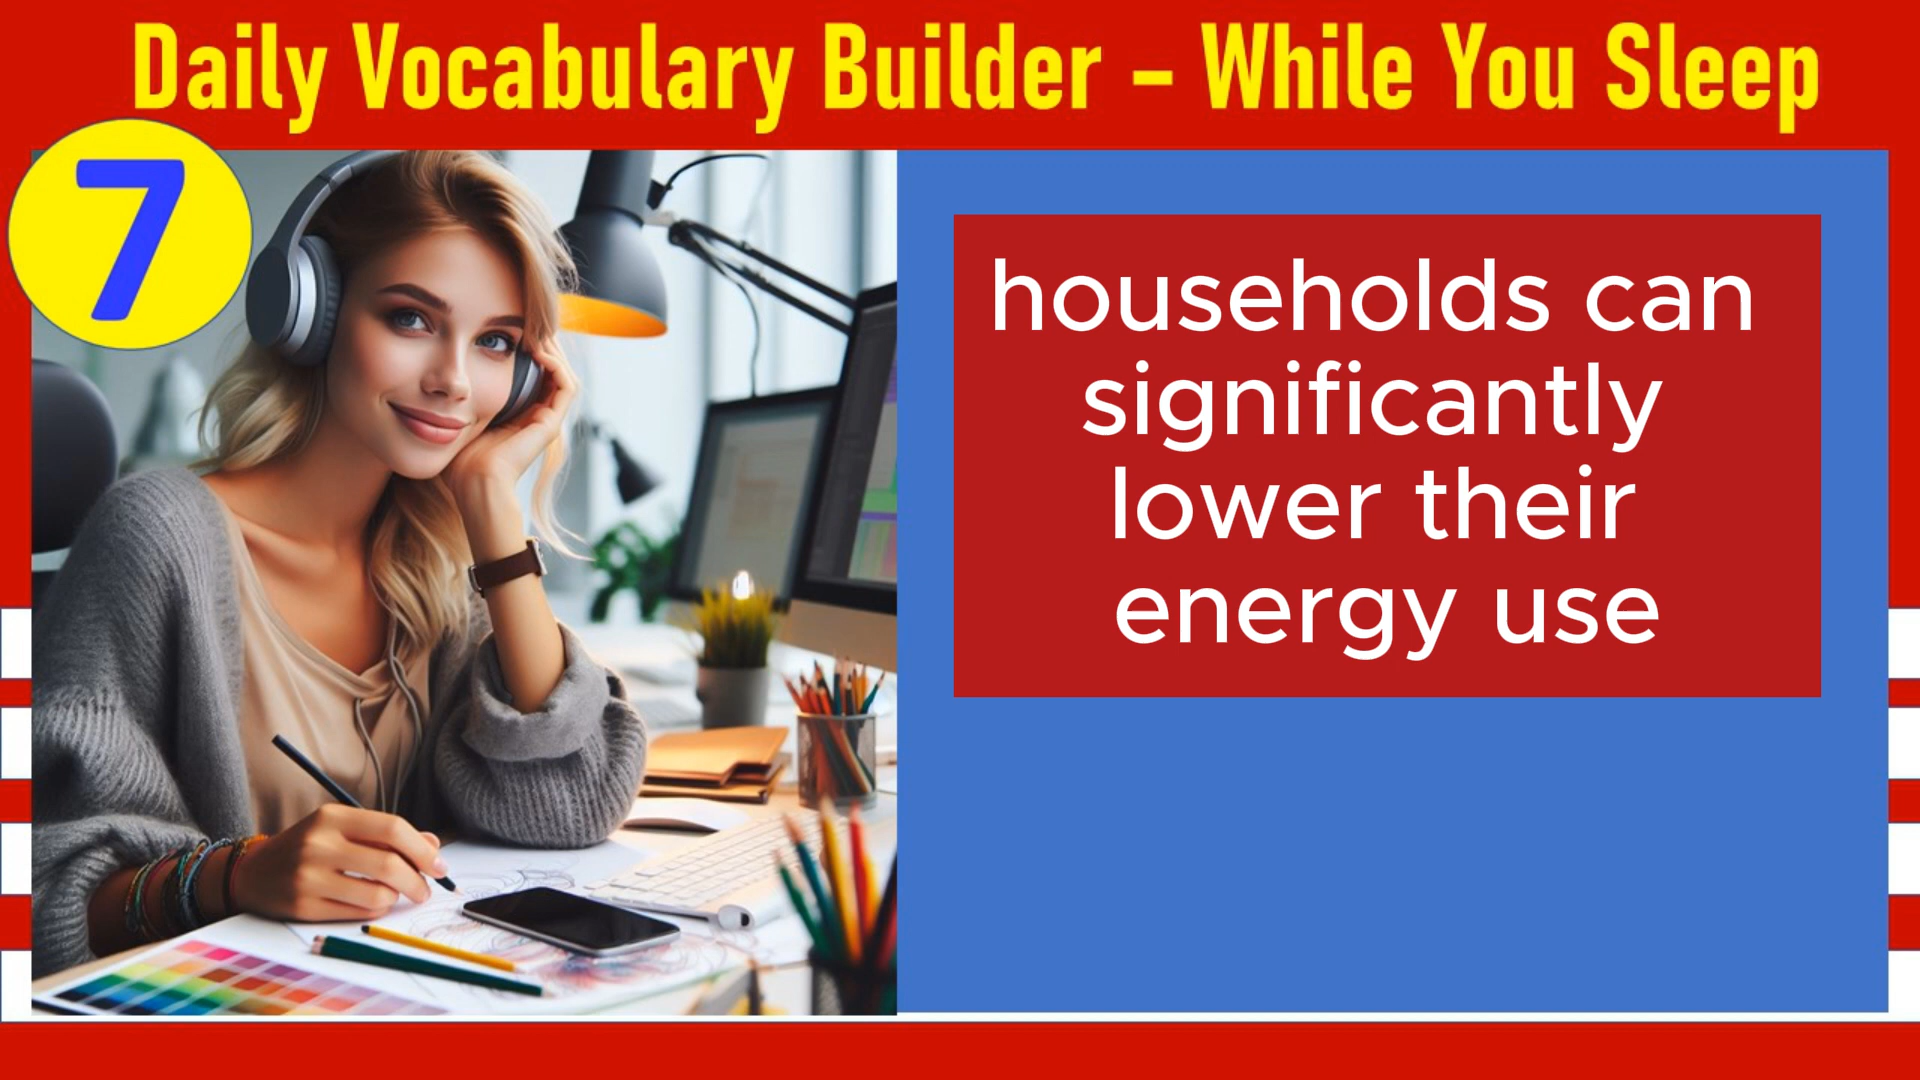 Daily Vocabulary Builder – While You Sleep
7
households can
significantly
lower their
energy use